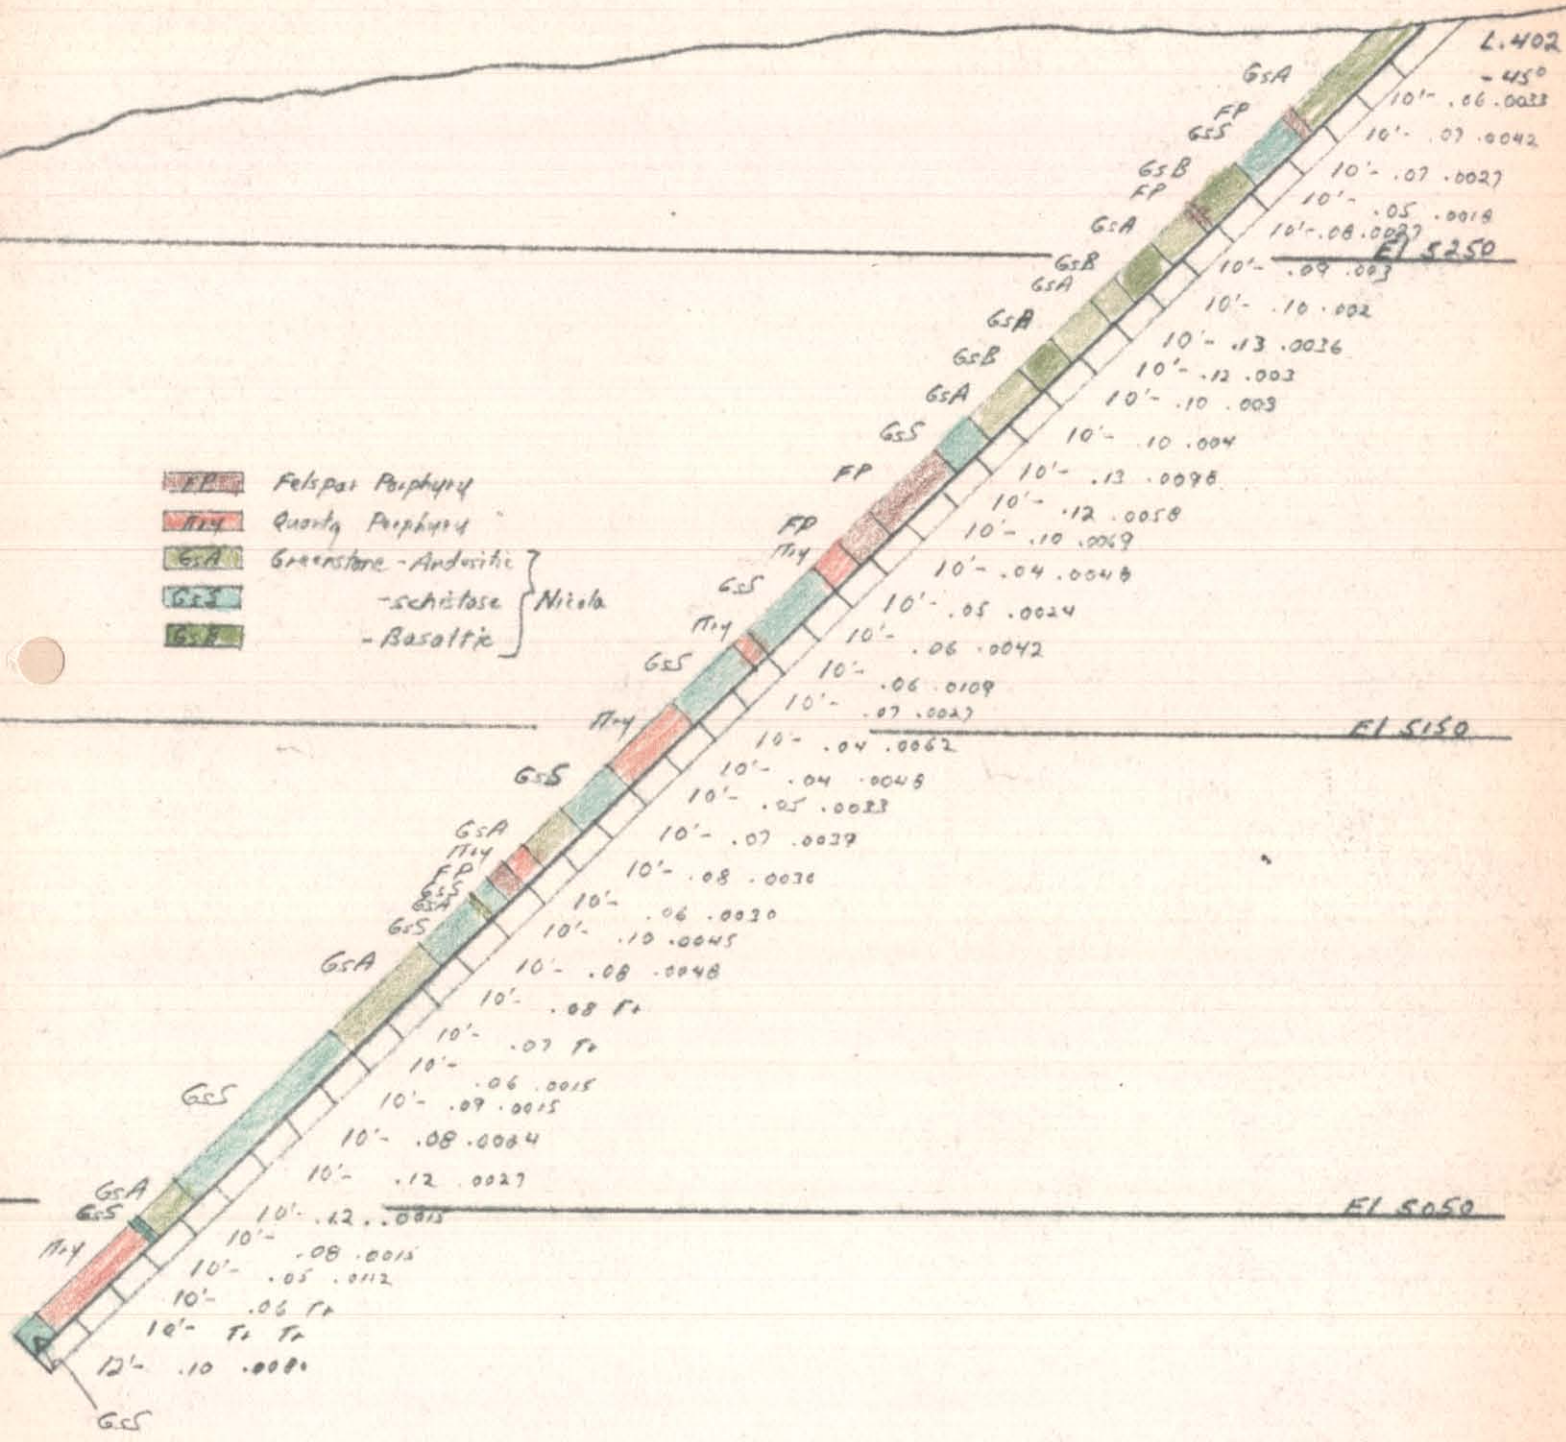 L.402
-45°
GsA
10'- .06 .0033
FP
GsS
10'- .07 .0042
GsB
FP
10'- .07 .0027
10'- .05 .0018
GsA
10'- .08 .0027
El 5250
GsB
GsA
10'- .09 .003
10'- .10 .002
GsA
10'- .13 .0036
GsB
10'- .12 .003
GsA
10'- .10 .003
GsS
10'- .10 .004
FP
10'- .13 .0098
10'- .12 .0058
FP
10'- .10 .0069
GsS
10'- .04 .0048
10'- .05 .0024
10'- .06 .0042
GsS
10'- .06 .0109
10'- .07 .0027
El 5150
10'- .04 .0062
GsS
10'- .04 .0048
10'- .05 .0033
GsA
10'- .07 .0039
FP
GsS
GsA
10'- .08 .0030
GsS
10'- .06 .0030
10'- .10 .0045
GsA
10'- .08 .0048
10'- .08 Tr
10'- .07 Tr
10'- .06 .0015
GsS
10'- .09 .0015
10'- .08 .0064
10'- .12 .0027
GsA
GsS
El 5050
10'- .12 .0015
10'- .08 .0015
10'- .05 .0112
10'- .06 Tr
10'- Tr Tr
12'- .10
GsS
FP Felspar Porphyry
Quartz Porphyry
GsA Greenstone - Andesitic
GsS - schistose
Nicola
GsB - Basaltic